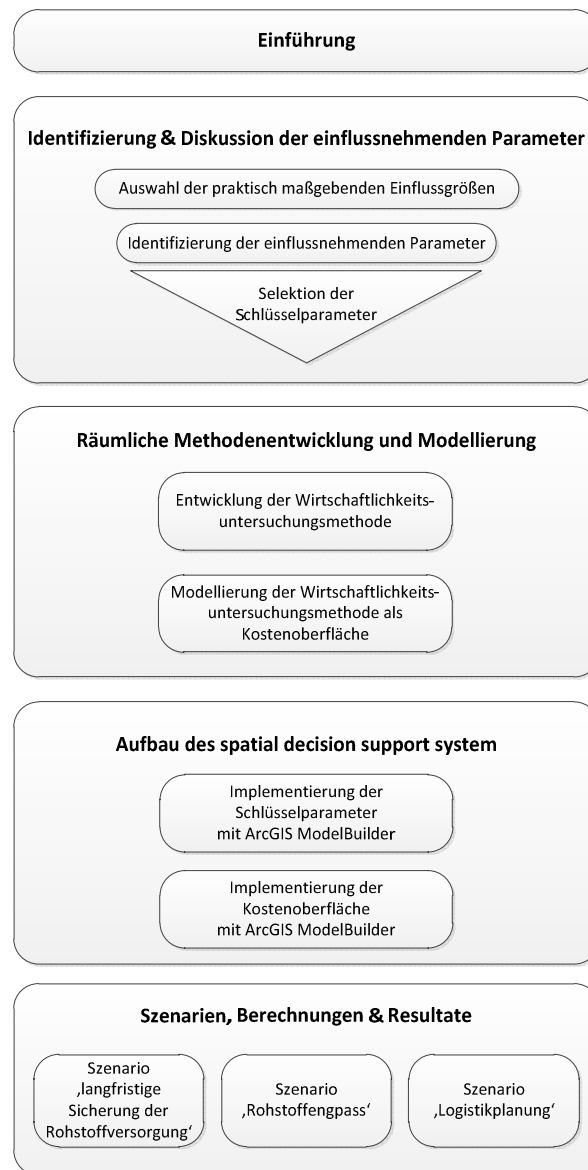 Einführung
Identifizierung & Diskussion der einflussnehmenden Parameter
Auswahl der praktisch maßgebenden Einflussgrößen
Identifizierung der einflussnehmenden Parameter
Selektion der
Schlüsselparameter
Räumliche Methodenentwicklung und Modellierung
Entwicklung der Wirtschaftlichkeits-
untersuchungsmethode
Modellierung der Wirtschaftlichkeits-
untersuchungsmethode als
Kostenoberfläche
Aufbau des spatial decision support system
Implementierung der
Schlüsselparameter
mit ArcGIS ModelBuilder
Implementierung der
Kostenoberfläche
mit ArcGIS ModelBuilder
Szenarien, Berechnungen & Resultate
Szenario
‚langfristige
Sicherung der
Rohstoffversorgung‘
Szenario
‚Rohstoffengpass‘
Szenario
‚Logistikplanung‘